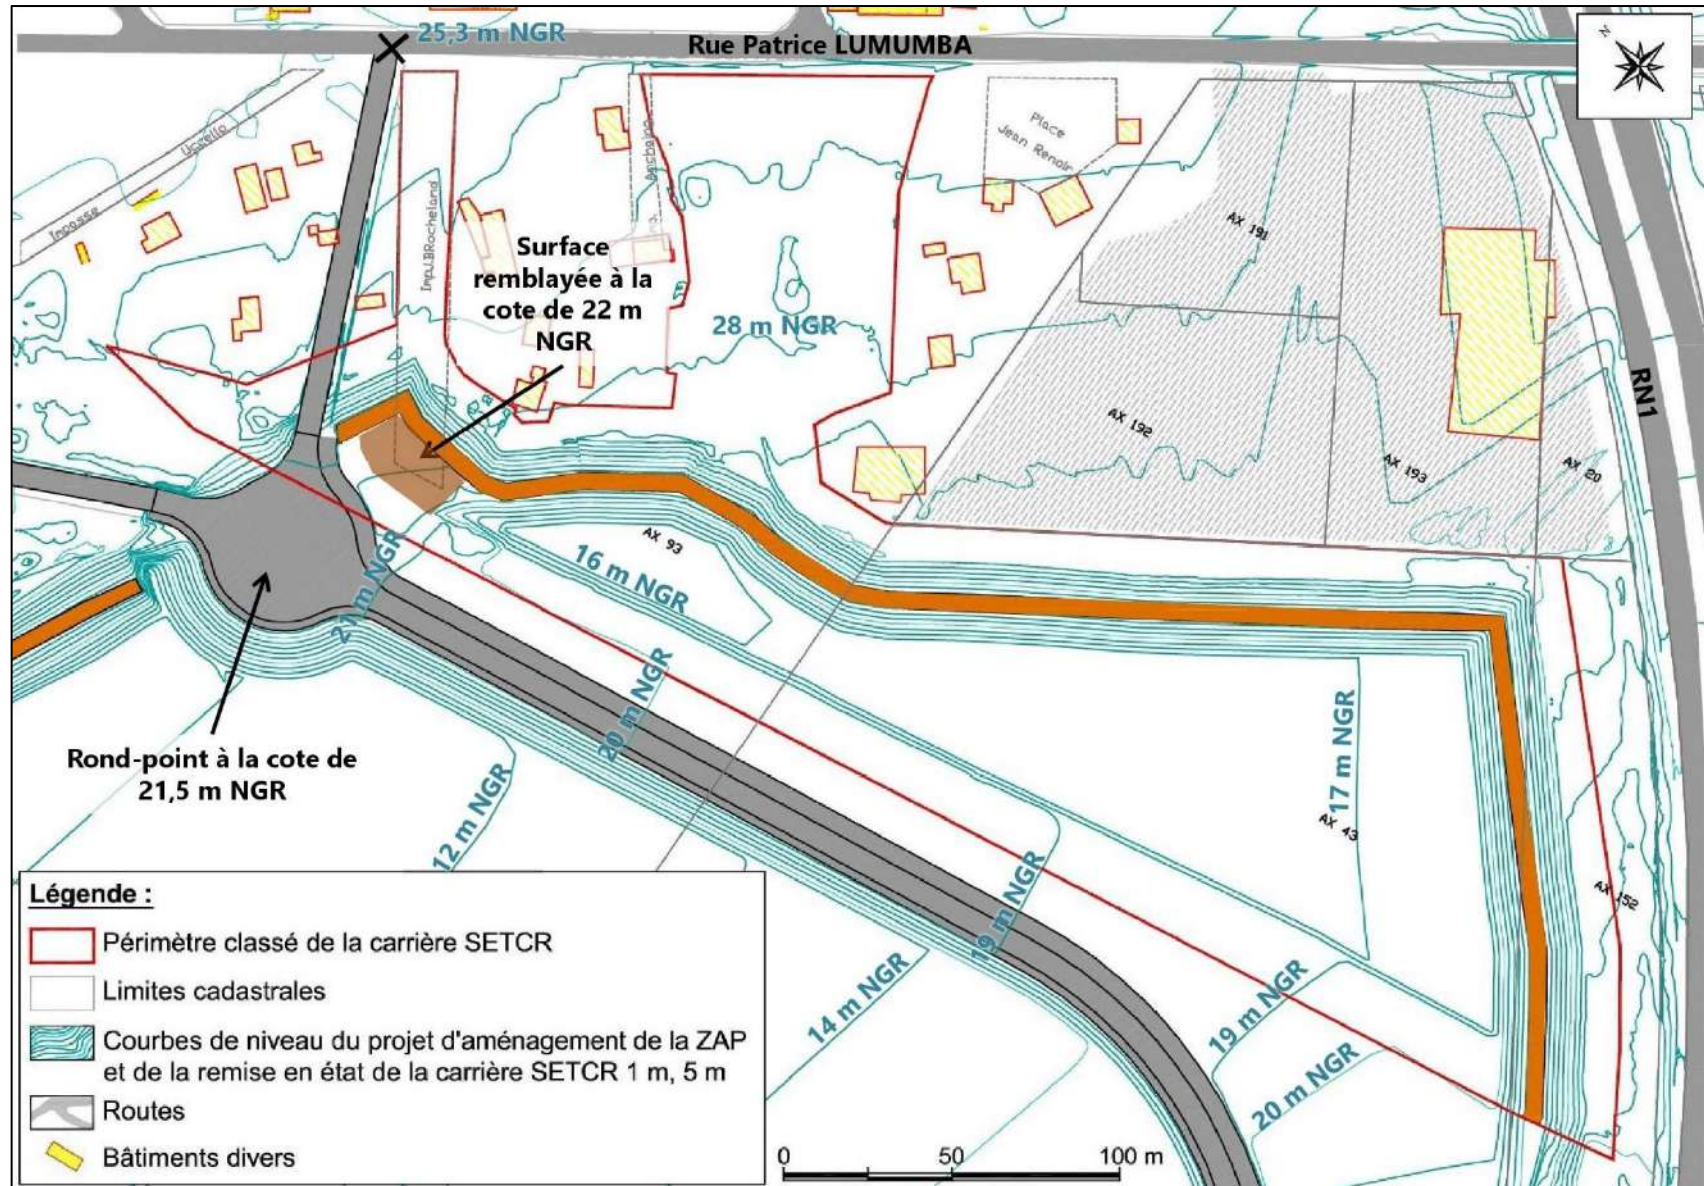 25,3 m NGR
Rue Patrice LUMUMBA
N
Impasse
Uccello
Imp.J.Rocheland
Place
Jean Renoir
AX 191
Surface
remblayée à la
cote de 22 m
NGR
28 m NGR
RN1
AX 192
AX 193
AX 20
AX 93
16 m NGR
21 m NGR
20 m NGR
Rond-point à la cote de
21,5 m NGR
12 m NGR
17 m NGR
AX 43
19 m NGR
AX 152
14 m NGR
19 m NGR
20 m NGR
Légende :
Périmètre classé de la carrière SETCR
Limites cadastrales
Courbes de niveau du projet d'aménagement de la ZAP
et de la remise en état de la carrière SETCR 1 m, 5 m
Routes
Bâtiments divers
0 50 100 m